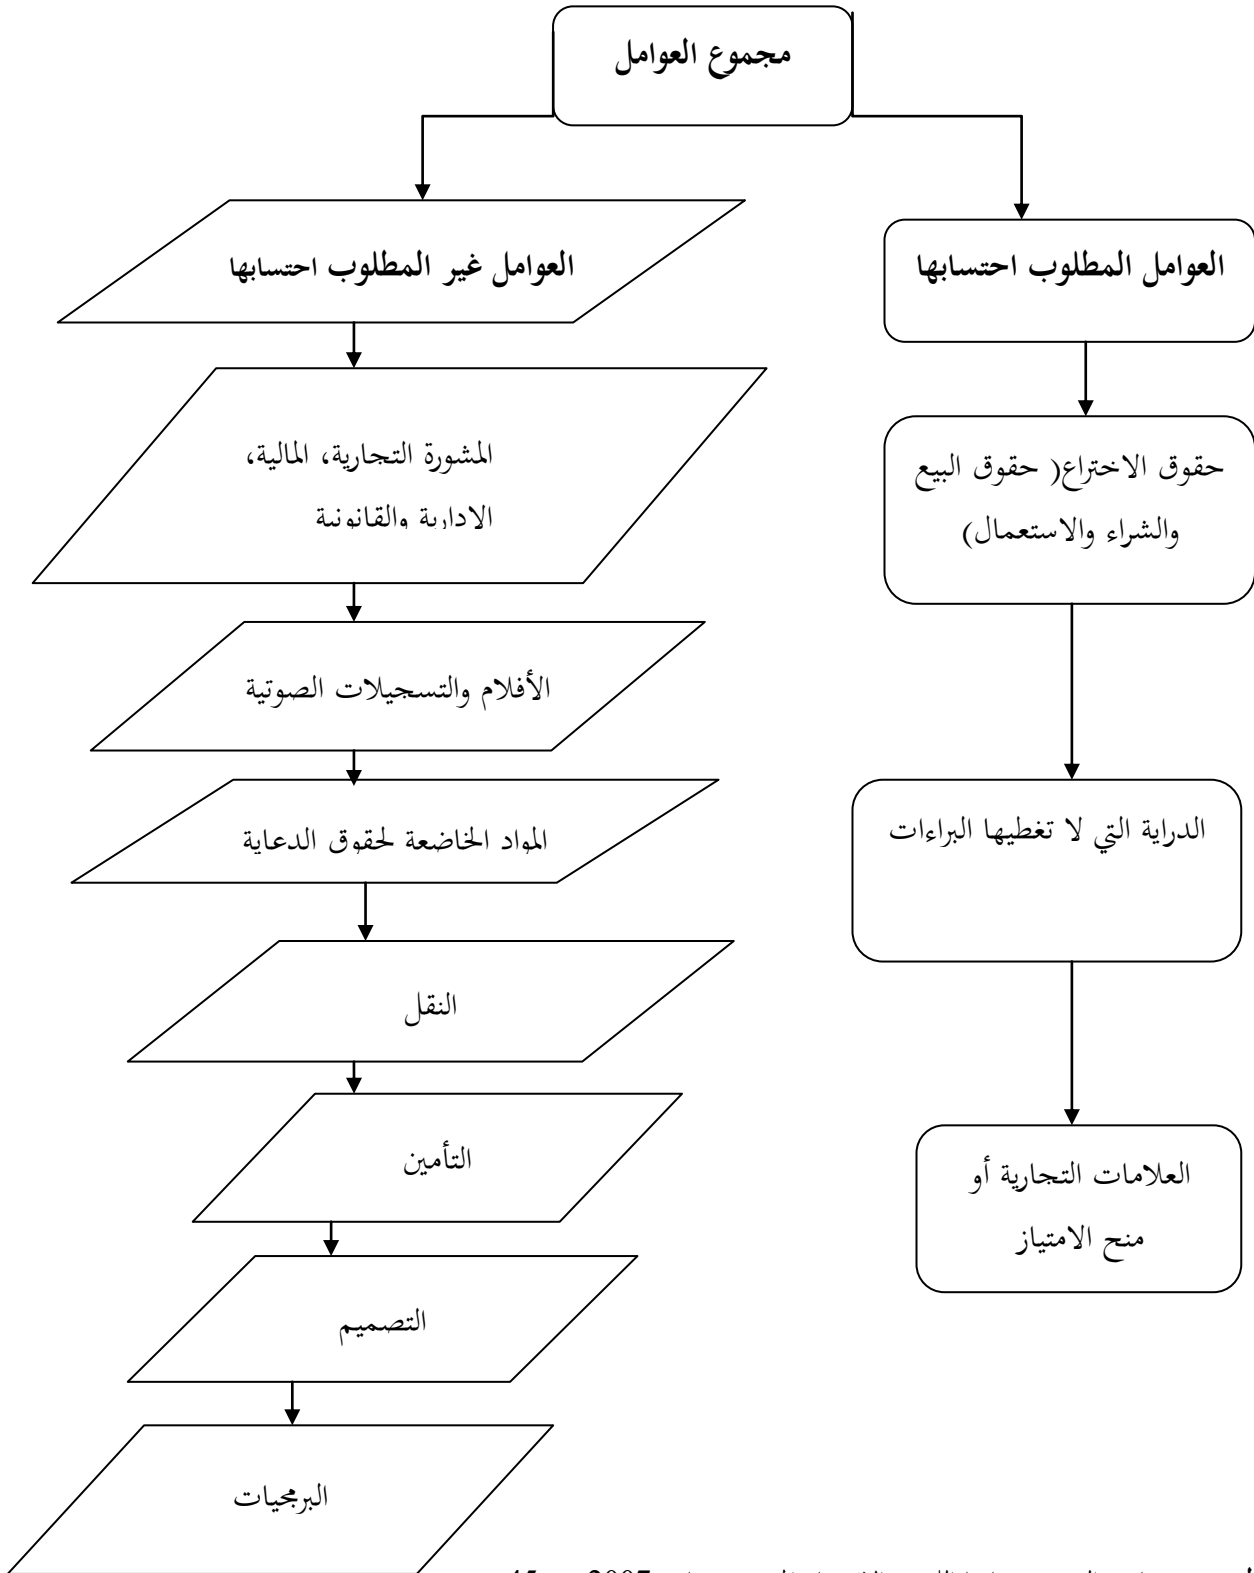 مجموع العوامل
العوامل المطلوب احتسابها
العوامل غير المطلوب احتسابها
حقوق الاختراع( حقوق البيع
والشراء والاستعمال)
الدراية التي لا تغطيها البراءات
العلامات التجارية أو
منح الامتياز
المشورة التجارية، المالية،
الادارية والقانونية
الأفلام والتسجيلات الصوتية
المواد الخاضعة لحقوق الدعاية
النقل
التأمين
التصميم
البرمجيات
2007